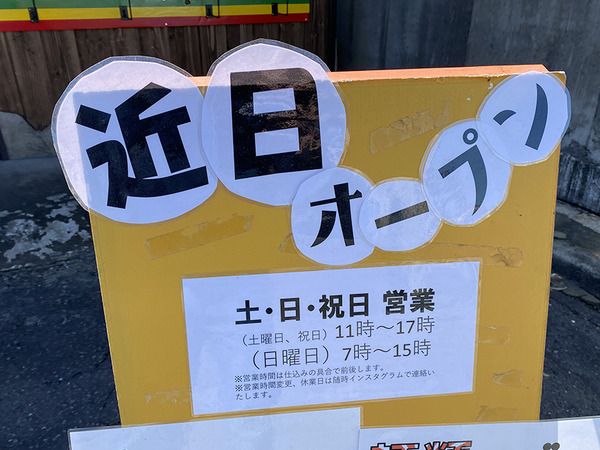 近日
オープン
土・日・祝日 営業
（土曜日、祝日）11時～17時
（日曜日）7時～15時
※営業時間は仕込みの具合で前後します。
※営業時間変更、休業日は随時インスタグラムで連絡い
たします。